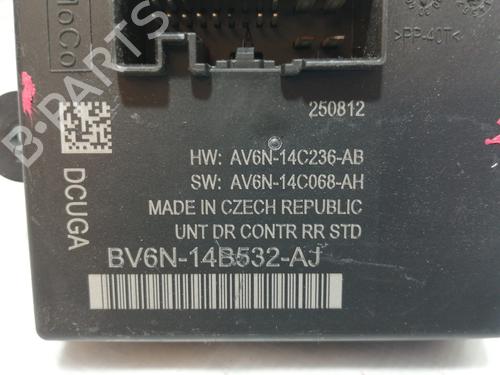 FoMoCo
>PP-40T<
250812
HW: AV6N-14C236-AB
SW: AV6N-14C068-AH
MADE IN CZECH REPUBLIC
UNT DR CONTR RR STD
DCUGA
BV6N-14B532-AJ
B-PARTS